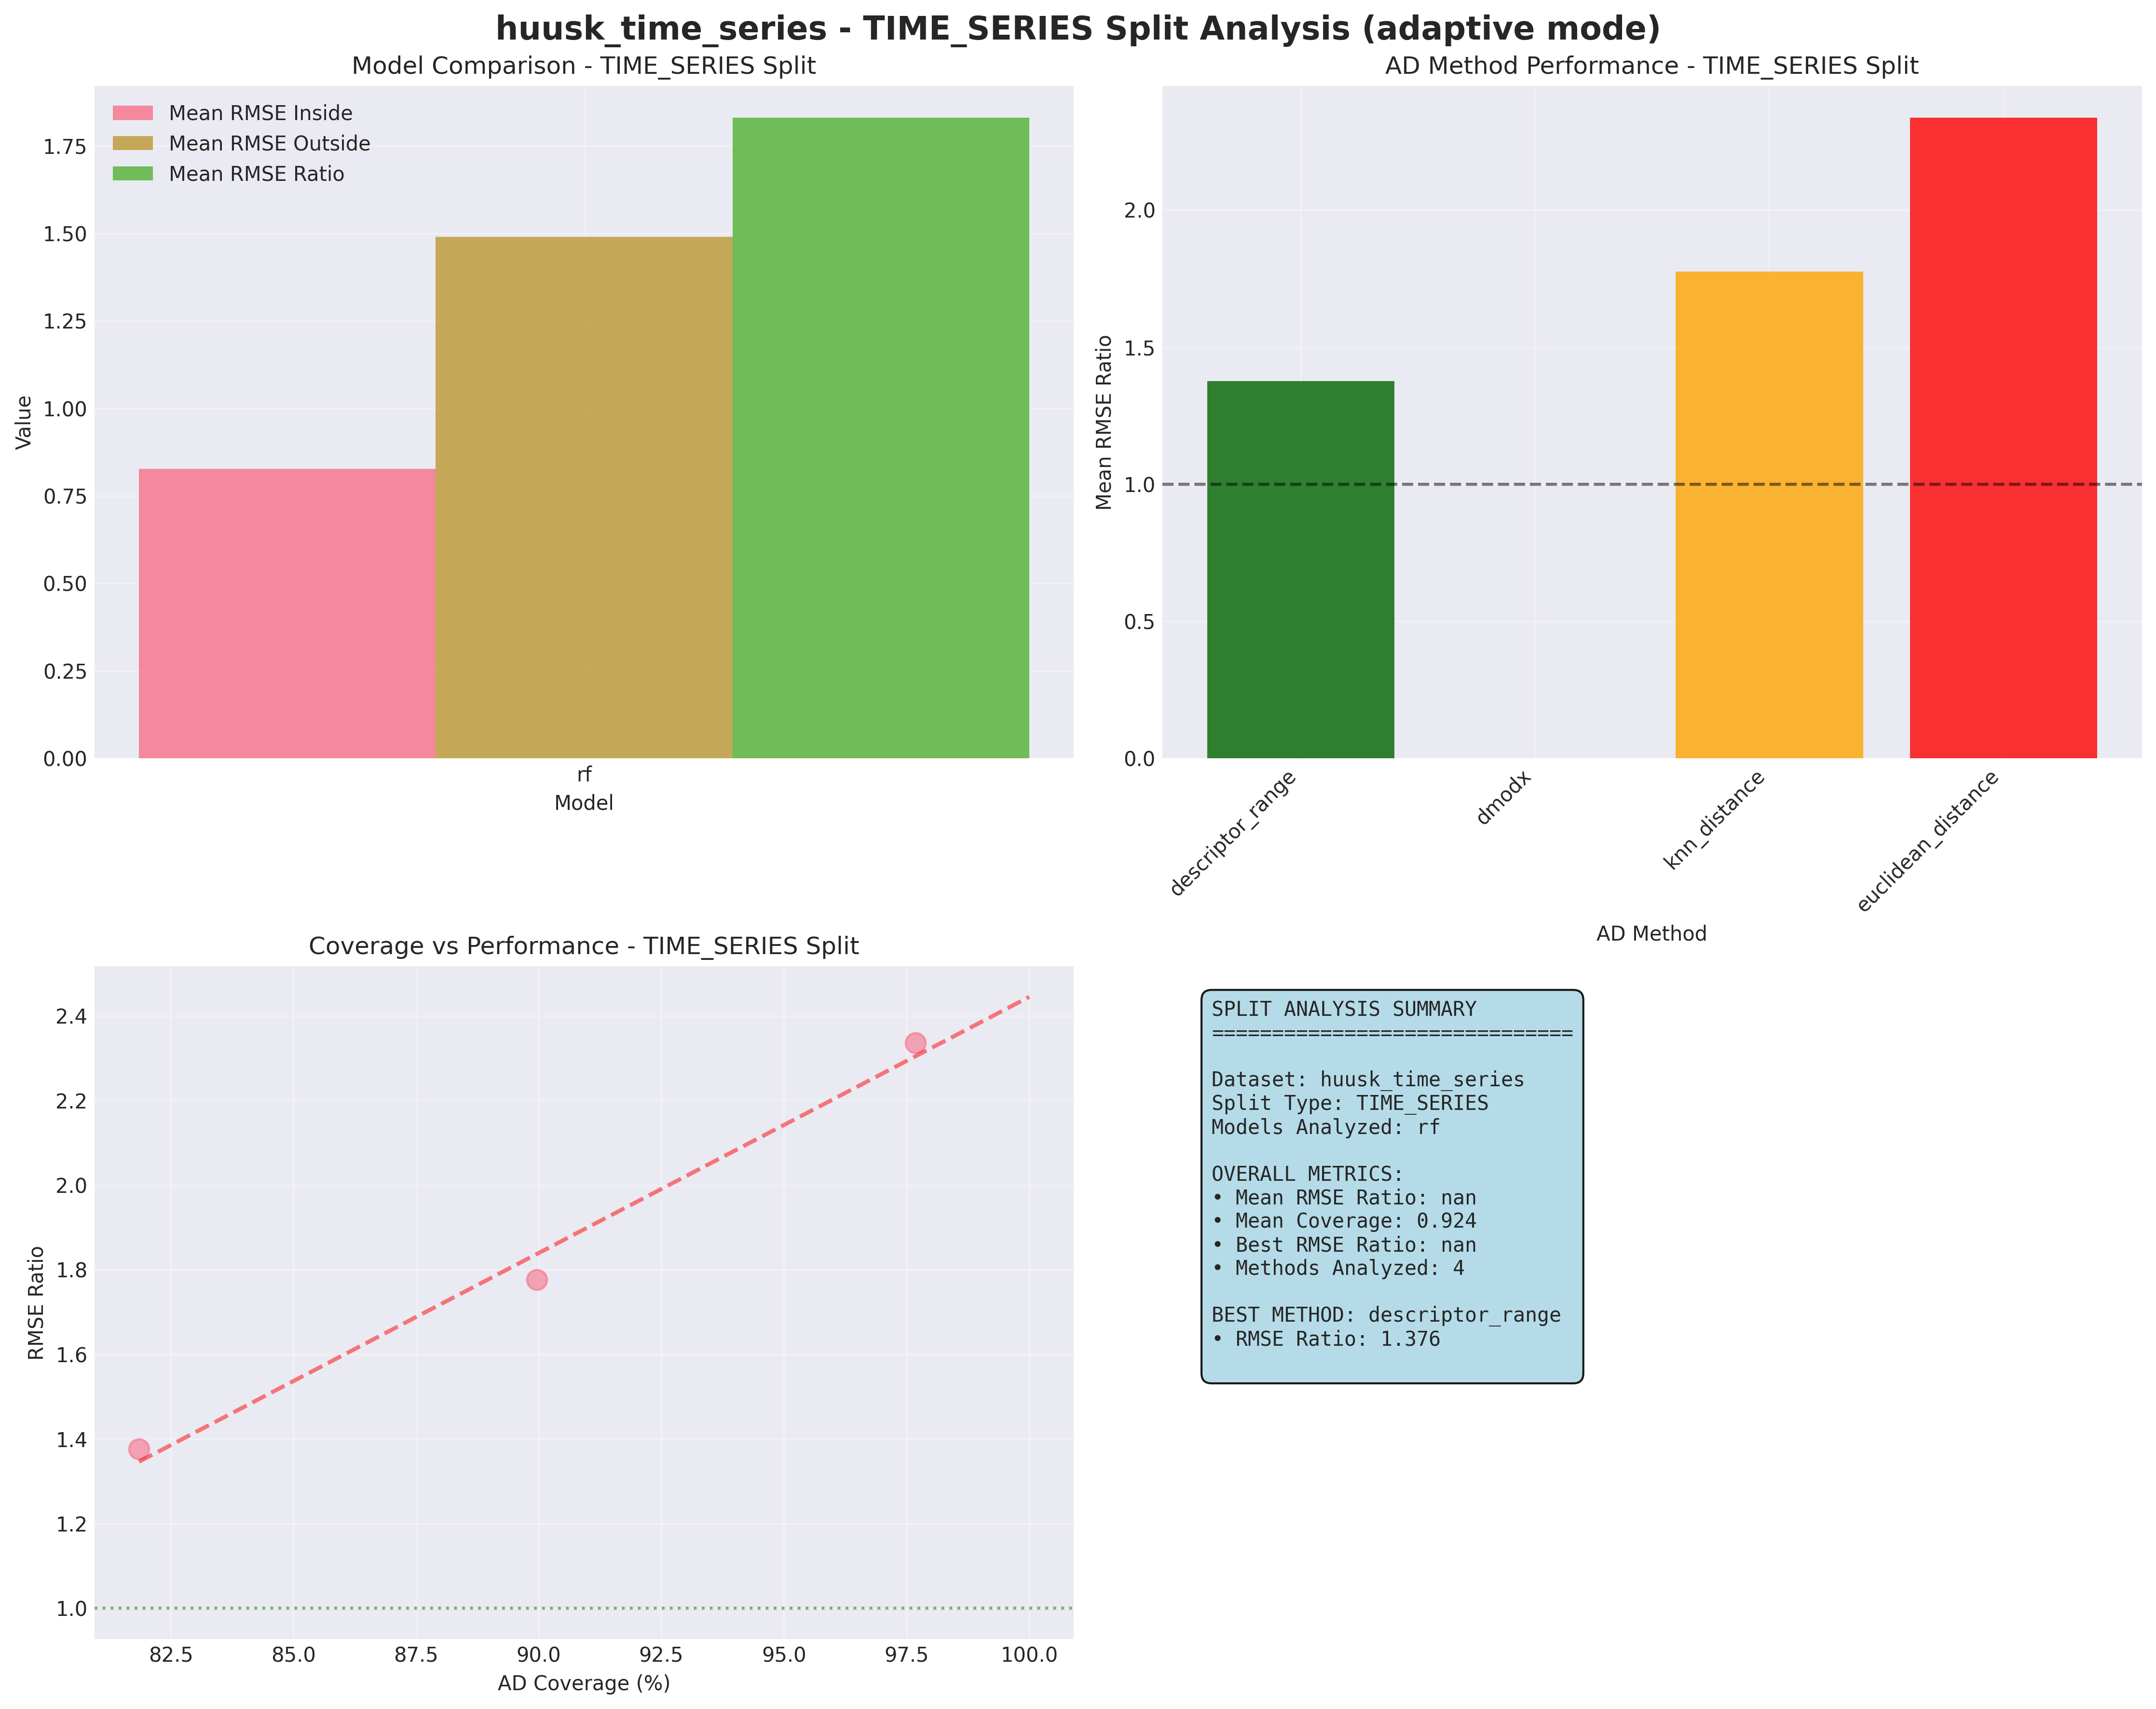 huusk_time_series - TIME_SERIES Split Analysis (adaptive mode)
Model Comparison - TIME_SERIES Split
Mean RMSE Inside
Mean RMSE Outside
Mean RMSE Ratio
1.75
1.50
1.25
1.00
0.75
0.50
0.25
0.00
Value
rf
Model
AD Method Performance - TIME_SERIES Split
2.0
1.5
1.0
0.5
0.0
Mean RMSE Ratio
descriptor_range
dmodx
knn_distance
euclidean_distance
AD Method
Coverage vs Performance - TIME_SERIES Split
2.4
2.2
2.0
1.8
1.6
1.4
1.2
1.0
RMSE Ratio
82.5 85.0 87.5 90.0 92.5 95.0 97.5 100.0
AD Coverage (%)
SPLIT ANALYSIS SUMMARY
==============================
Dataset: huusk_time_series
Split Type: TIME_SERIES
Models Analyzed: rf
OVERALL METRICS:
• Mean RMSE Ratio: nan
• Mean Coverage: 0.924
• Best RMSE Ratio: nan
• Methods Analyzed: 4
BEST METHOD: descriptor_range
• RMSE Ratio: 1.376